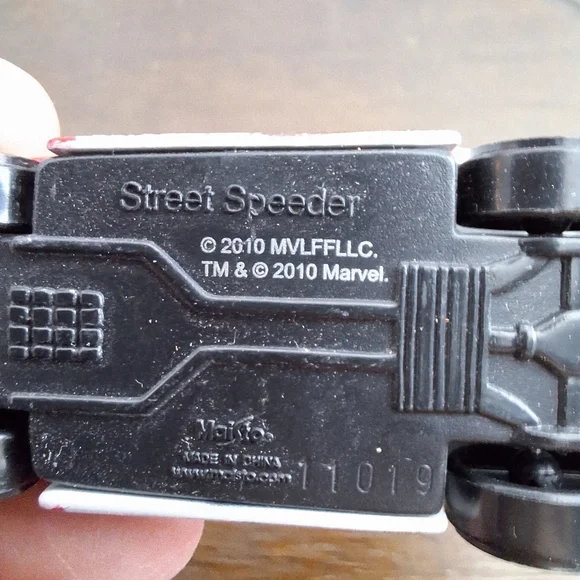 Street Speeder
© 2010 MVLFFLLC.
TM & © 2010 Marvel.
Maisto®
MADE IN CHINA
www.maisto.com
11019